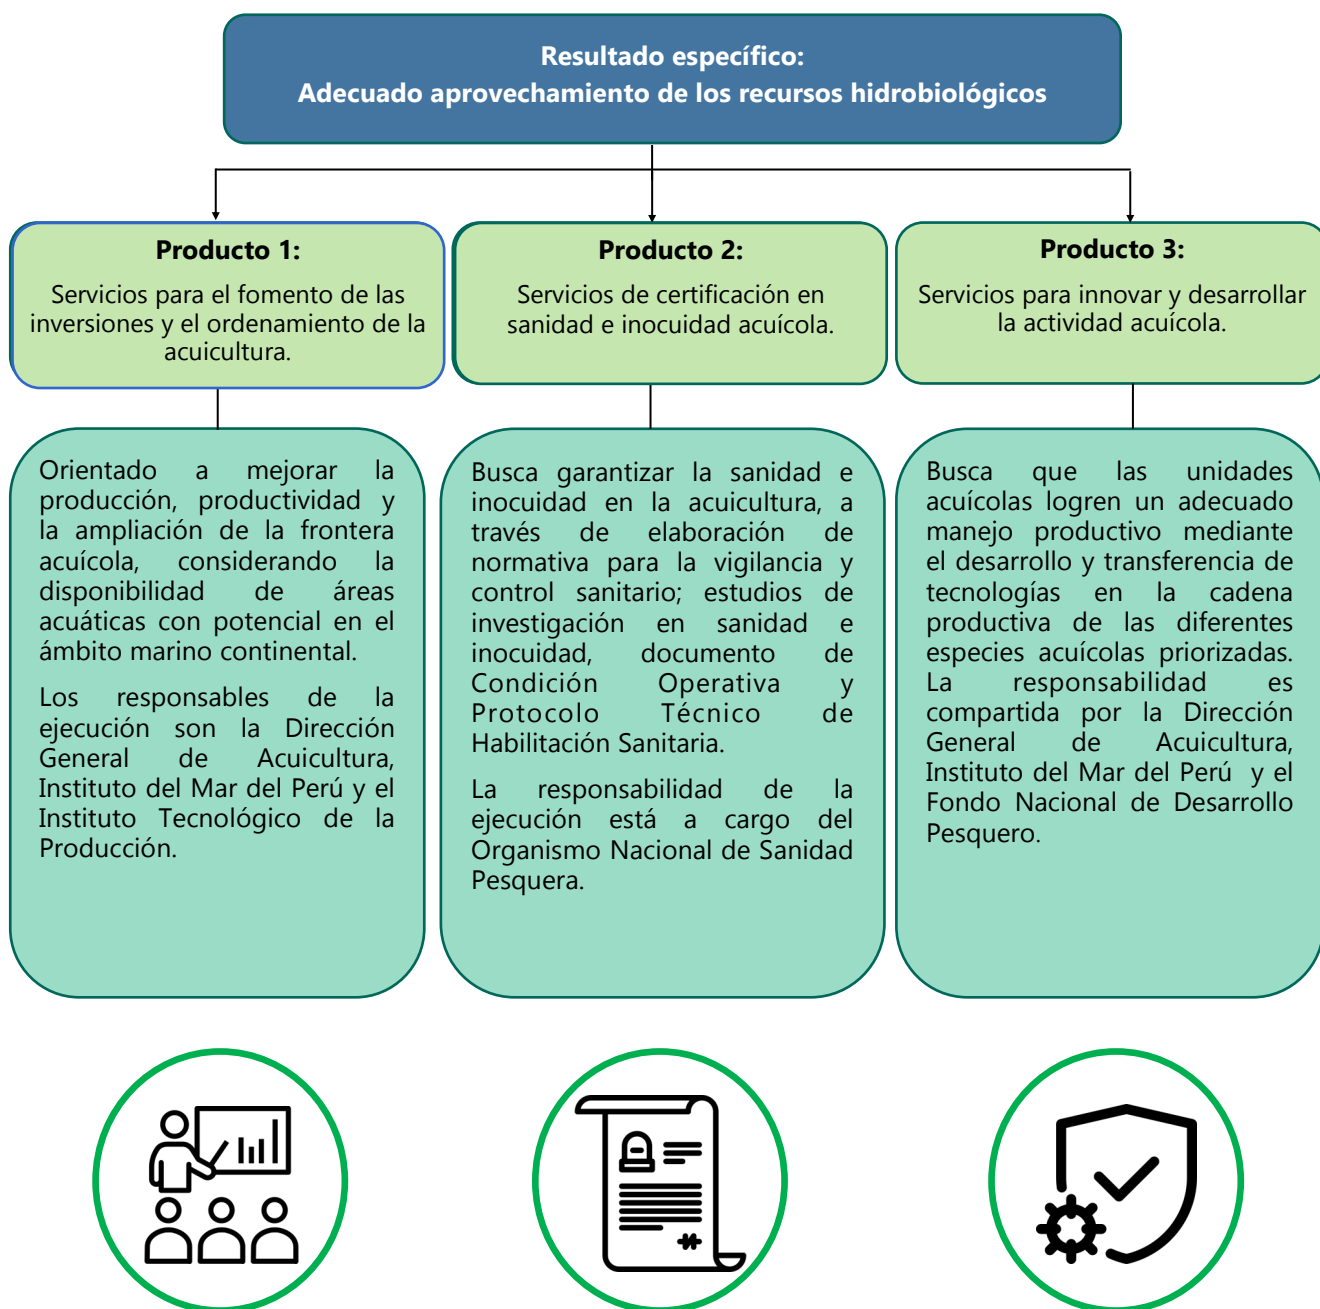 Resultado específico:
Adecuado aprovechamiento de los recursos hidrobiológicos
Producto 1:
Servicios para el fomento de las
inversiones y el ordenamiento de la
acuicultura.
Orientado a mejorar la
producción, productividad y
la ampliación de la frontera
acuícola, considerando la
disponibilidad de áreas
acuáticas con potencial en el
ámbito marino continental.
Los responsables de la
ejecución son la Dirección
General de Acuicultura,
Instituto del Mar del Perú y el
Instituto Tecnológico de la
Producción.
Producto 2:
Servicios de certificación en
sanidad e inocuidad acuícola.
Busca garantizar la sanidad e
inocuidad en la acuicultura, a
través de elaboración de
normativa para la vigilancia y
control sanitario; estudios de
investigación en sanidad e
inocuidad, documento de
Condición Operativa y
Protocolo Técnico de
Habilitación Sanitaria.
La responsabilidad de la
ejecución está a cargo del
Organismo Nacional de Sanidad
Pesquera.
Producto 3:
Servicios para innovar y desarrollar
la actividad acuícola.
Busca que las unidades
acuícolas logren un adecuado
manejo productivo mediante
el desarrollo y transferencia de
tecnologías en la cadena
productiva de las diferentes
especies acuícolas priorizadas.
La responsabilidad es
compartida por la Dirección
General de Acuicultura,
Instituto del Mar del Perú y el
Fondo Nacional de Desarrollo
Pesquero.